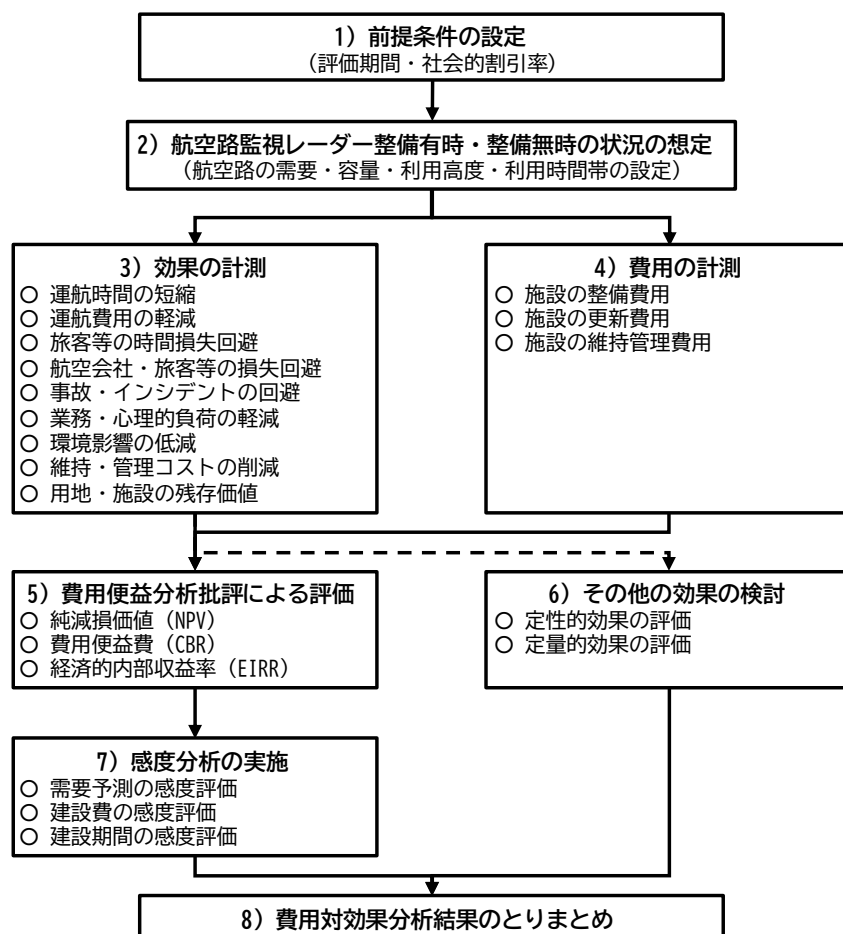 1) 前提条件の設定
(評価期間・社会的割引率)
2) 航空路監視レーダー整備有時・整備無時の状況の想定
(航空路の需要・容量・利用高度・利用時間帯の設定)
3) 効果の計測
○ 運航時間の短縮
○ 運航費用の軽減
○ 旅客等の時間損失回避
○ 航空会社・旅客等の損失回避
○ 事故・インシデントの回避
○ 業務・心理的負荷の軽減
○ 環境影響の低減
○ 維持・管理コストの削減
○ 用地・施設の残存価値
4) 費用の計測
○ 施設の整備費用
○ 施設の更新費用
○ 施設の維持管理費用
5) 費用便益分析批評による評価
○ 純減損価値 (NPV)
○ 費用便益費 (CBR)
○ 経済的内部収益率 (EIRR)
6) その他の効果の検討
○ 定性的効果の評価
○ 定量的効果の評価
7) 感度分析の実施
○ 需要予測の感度評価
○ 建設費の感度評価
○ 建設期間の感度評価
8) 費用対効果分析結果のとりまとめ